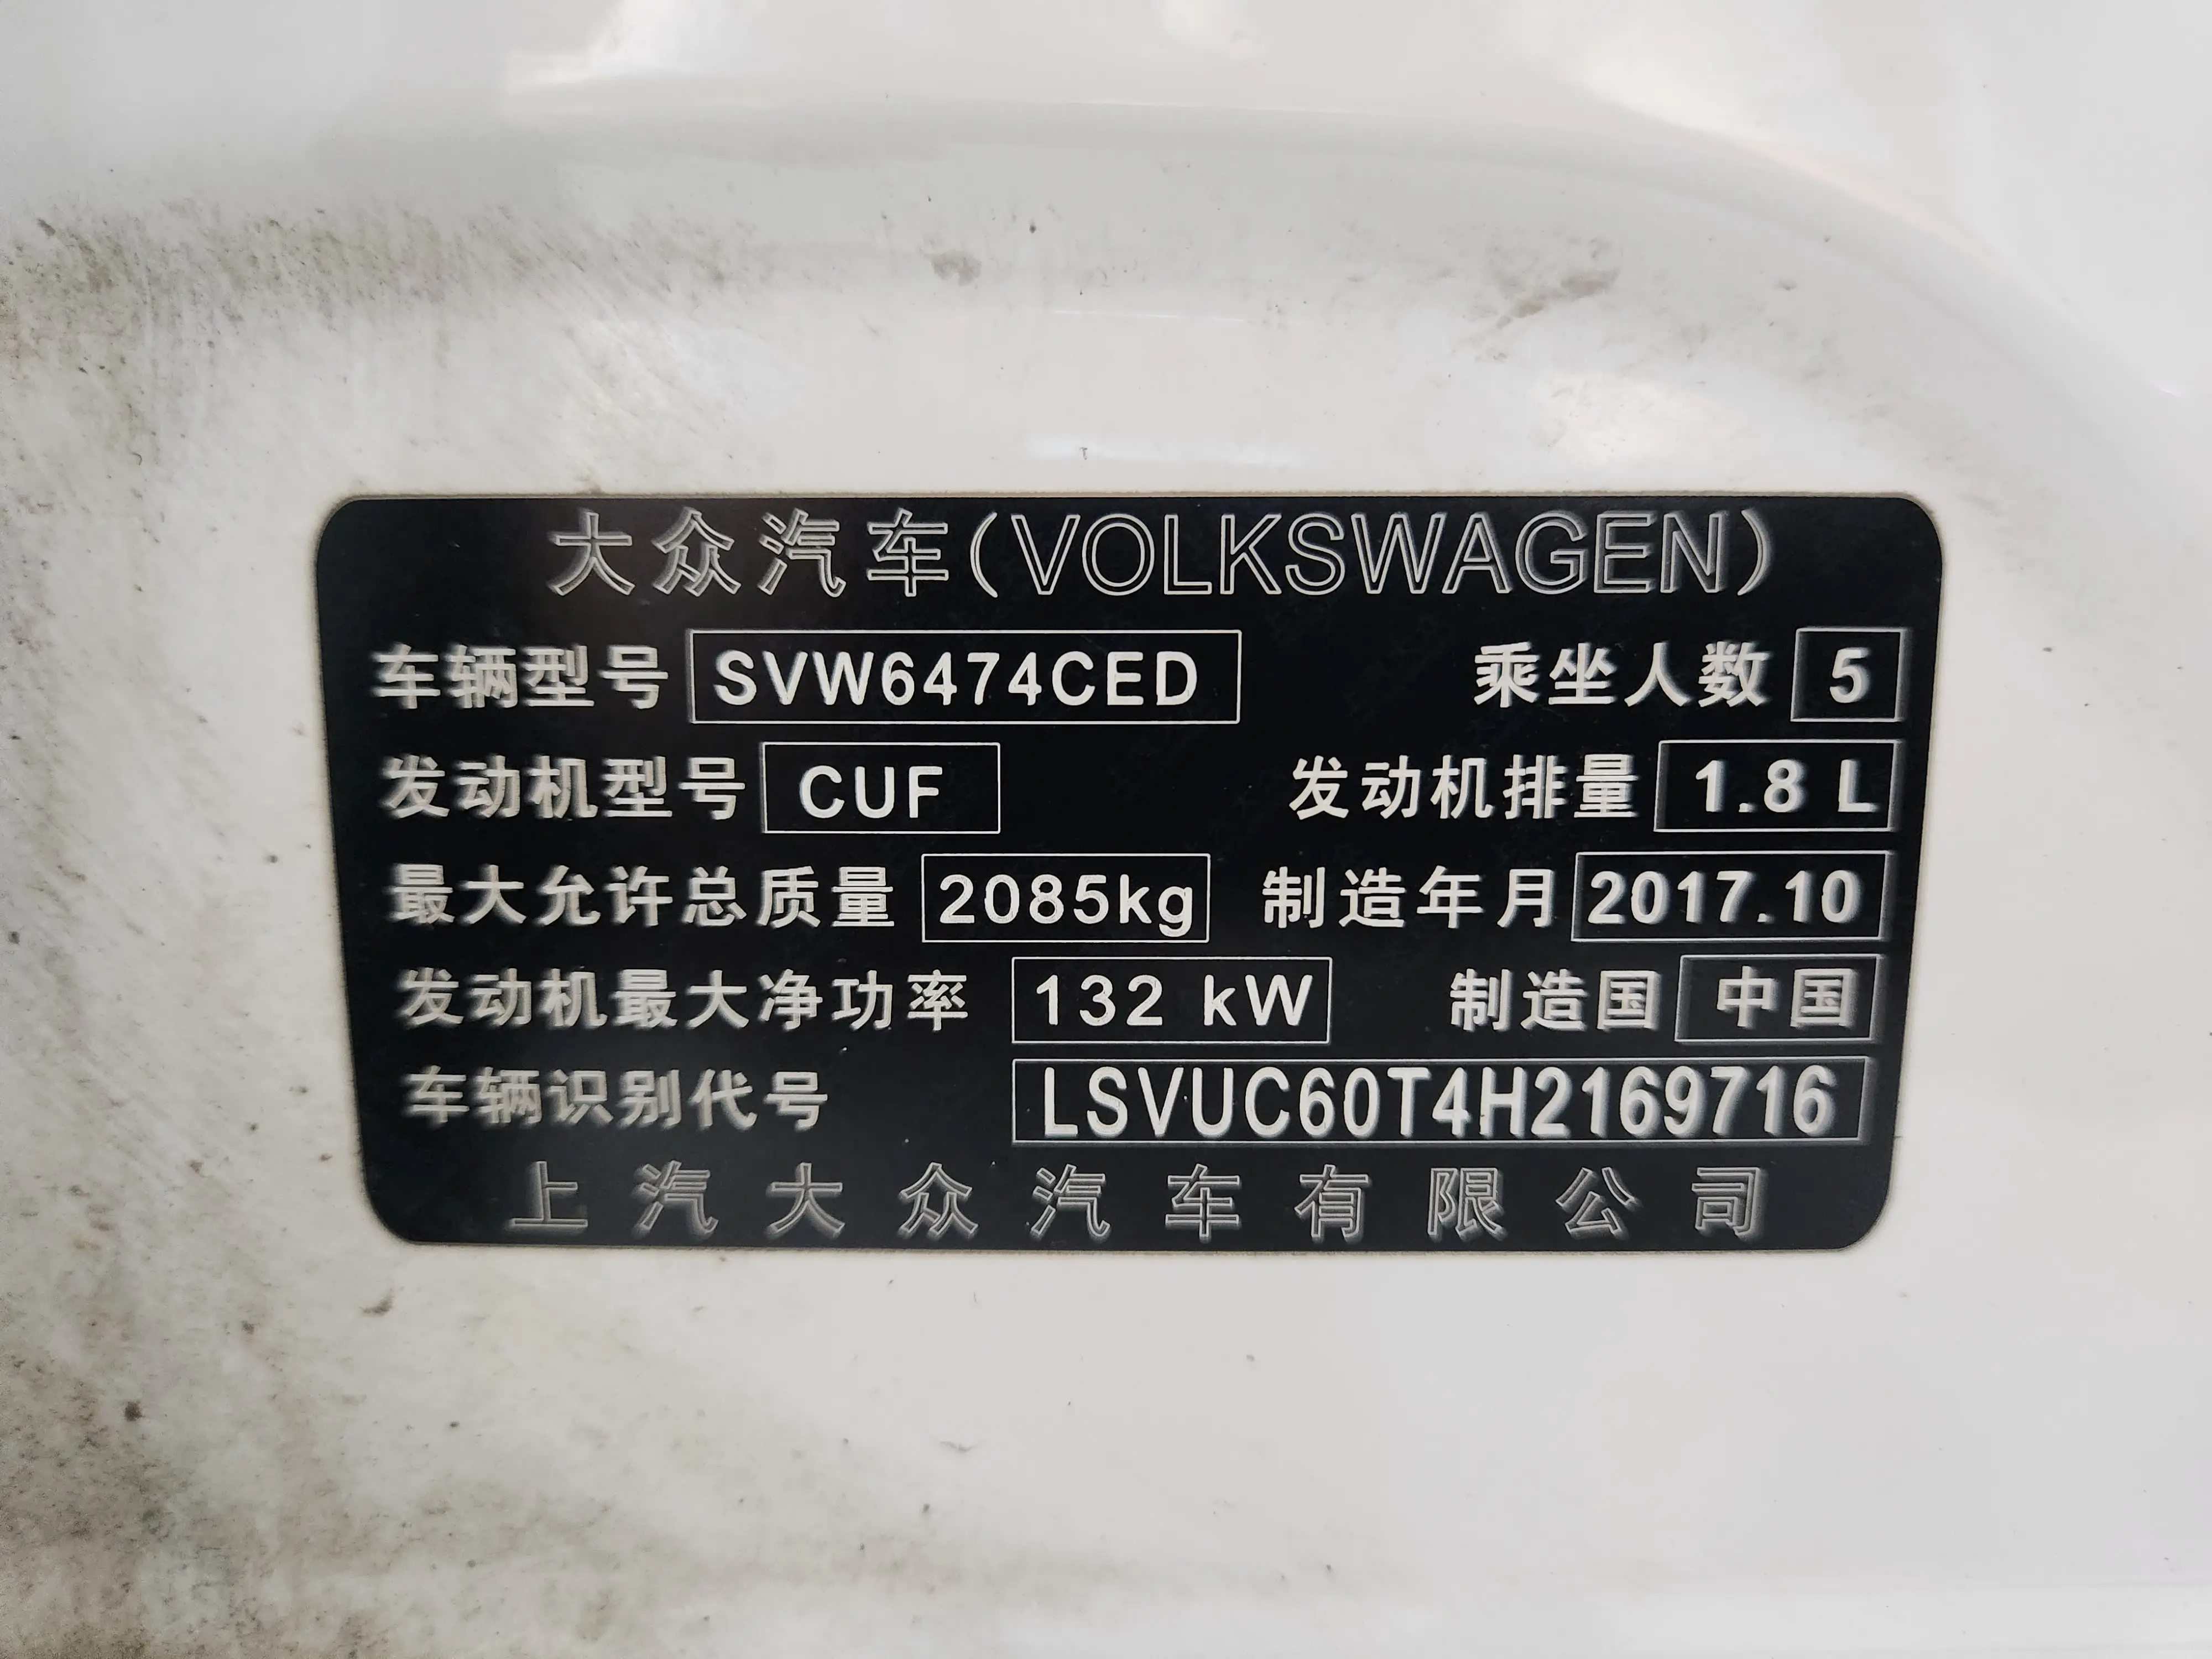 大众汽车(VOLKSWAGEN)
车辆型号 SVW6474CED 乘坐人数 5
发动机型号 CUF 发动机排量 1.8 L
最大允许总质量 2085kg 制造年月 2017.10
发动机最大净功率 132 kW 制造国 中国
车辆识别代号 LSVUC60T4H2169716
上汽大众汽车有限公司